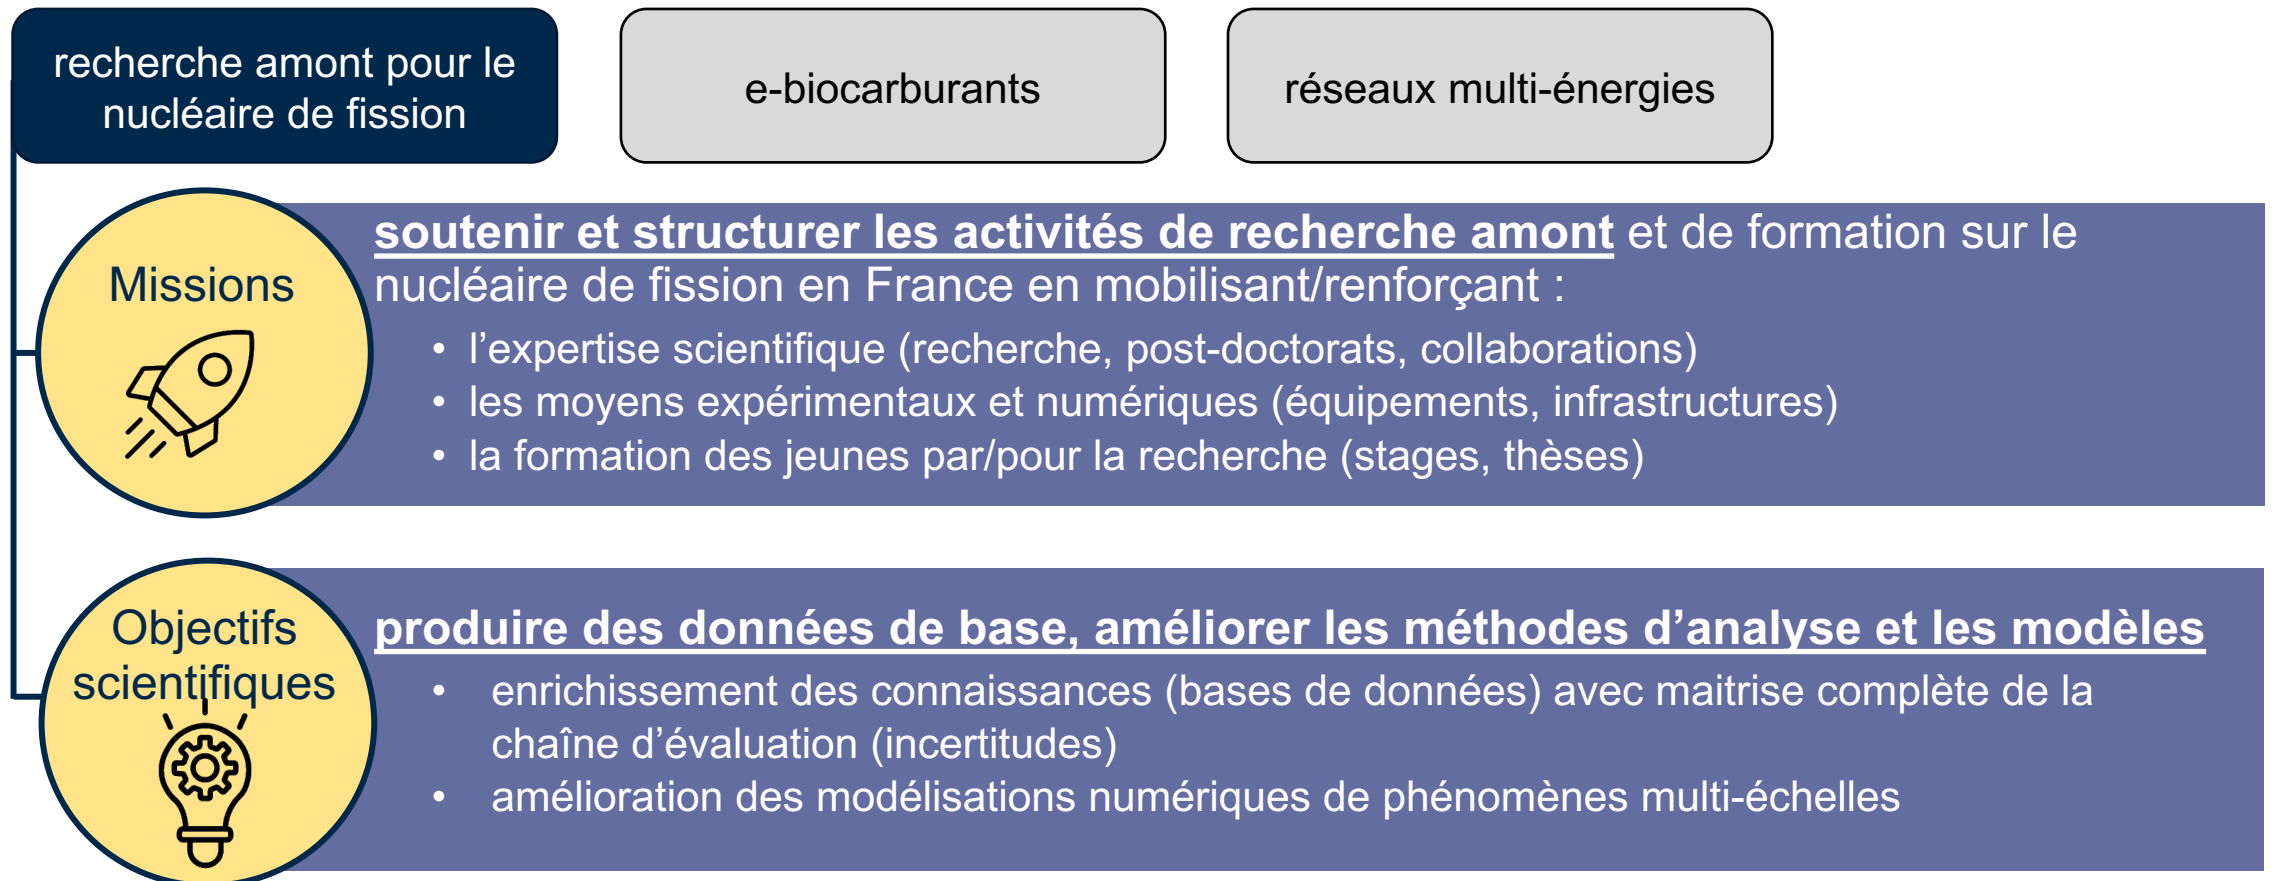 recherche amont pour le
nucléaire de fission
e-biocarburants
réseaux multi-énergies
Missions
soutenir et structurer les activités de recherche amont et de formation sur le
nucléaire de fission en France en mobilisant/renforçant :
• l’expertise scientifique (recherche, post-doctorats, collaborations)
• les moyens expérimentaux et numériques (équipements, infrastructures)
• la formation des jeunes par/pour la recherche (stages, thèses)
Objectifs
scientifiques
produire des données de base, améliorer les méthodes d’analyse et les modèles
• enrichissement des connaissances (bases de données) avec maitrise complète de la
chaîne d’évaluation (incertitudes)
• amélioration des modélisations numériques de phénomènes multi-échelles